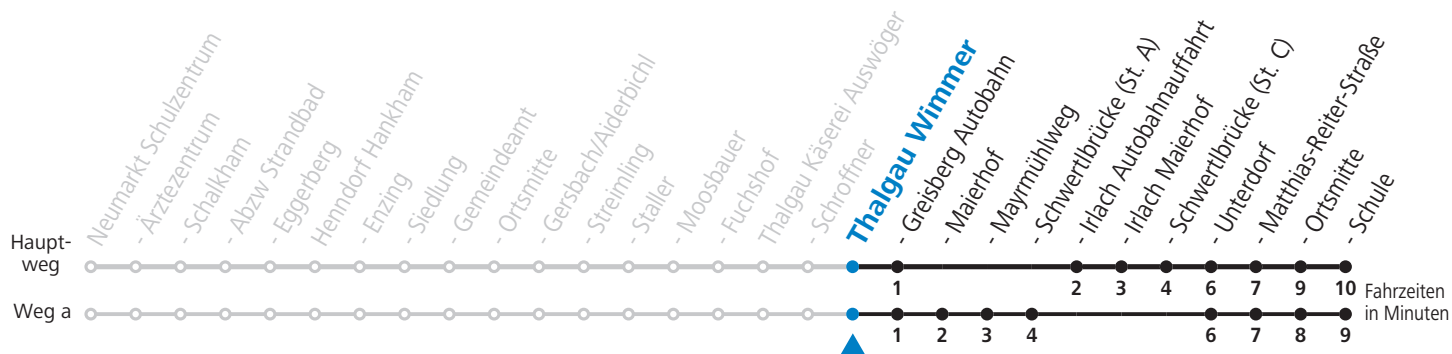 Neumarkt Schulzentrum
- Ärztezentrum
- Schalkham
- Abzw Strandbad
- Eggerberg
Henndorf Hankham
- Enzing
- Siedlung
- Gemeindeamt
- Ortsmitte
- Gersbach/Aiderbichl
- Streimling
- Staller
- Moosbauer
- Fuchshof
Thalgau Käserei Auswöger
- Schroffner
Thalgau Wimmer
- Greisberg Autobahn
- Maierhof
- Mayrmühlweg
- Schwertlbrücke (St. A)
- Irlach Autobahnauffahrt
- Irlach Maierhof
- Schwertlbrücke (St. C)
- Unterdorf
- Matthias-Reiter-Straße
- Ortsmitte
- Schule
Haupt-
weg
1 2 3 4 6 7 9 10
Weg a
1 2 3 4 6 7 8 9
Fahrzeiten
in Minuten